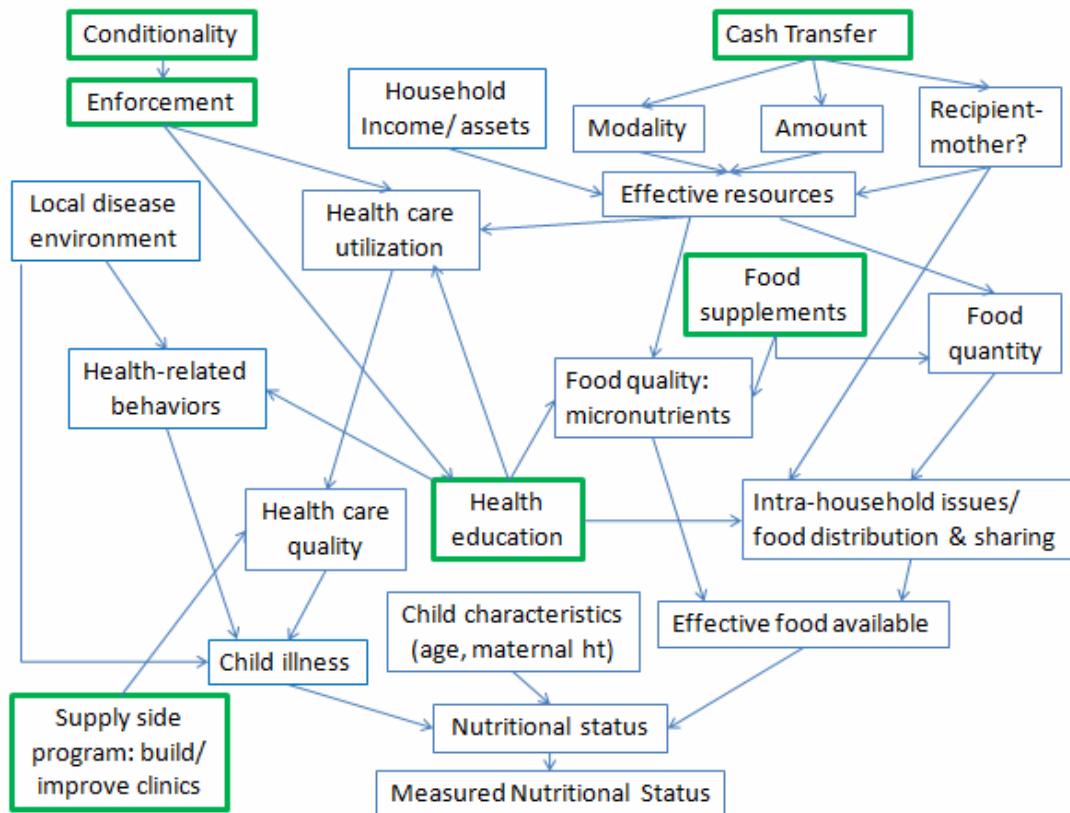 Conditionality
Cash Transfer
Enforcement
Household
Income/ assets
Modality
Amount
Recipient-
mother?
Effective resources
Local disease
environment
Health care
utilization
Food
supplements
Food
quantity
Health-related
behaviors
Food quality:
micronutrients
Health care
quality
Health
education
Intra-household issues/
food distribution & sharing
Child characteristics
(age, maternal ht)
Effective food available
Child illness
Supply side
program: build/
improve clinics
Nutritional status
Measured Nutritional Status